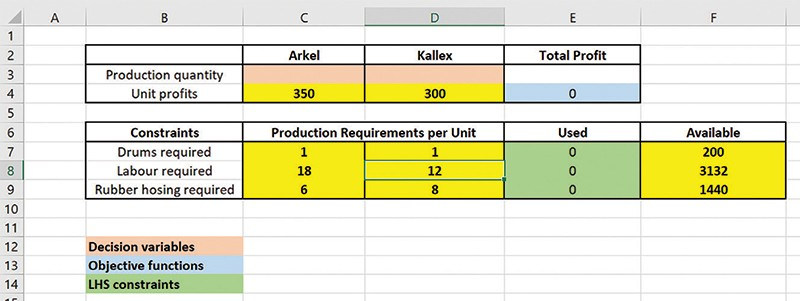 A B C D E F
1
2 Arkel Kallex Total Profit
3 Production quantity
4 Unit profits 350 300 0
5
6 Constraints Production Requirements per Unit Used Available
7 Drums required 1 1 0 200
8 Labour required 18 12 0 3132
9 Rubber hosing required 6 8 0 1440
10
11
12 Decision variables
13 Objective functions
14 LHS constraints